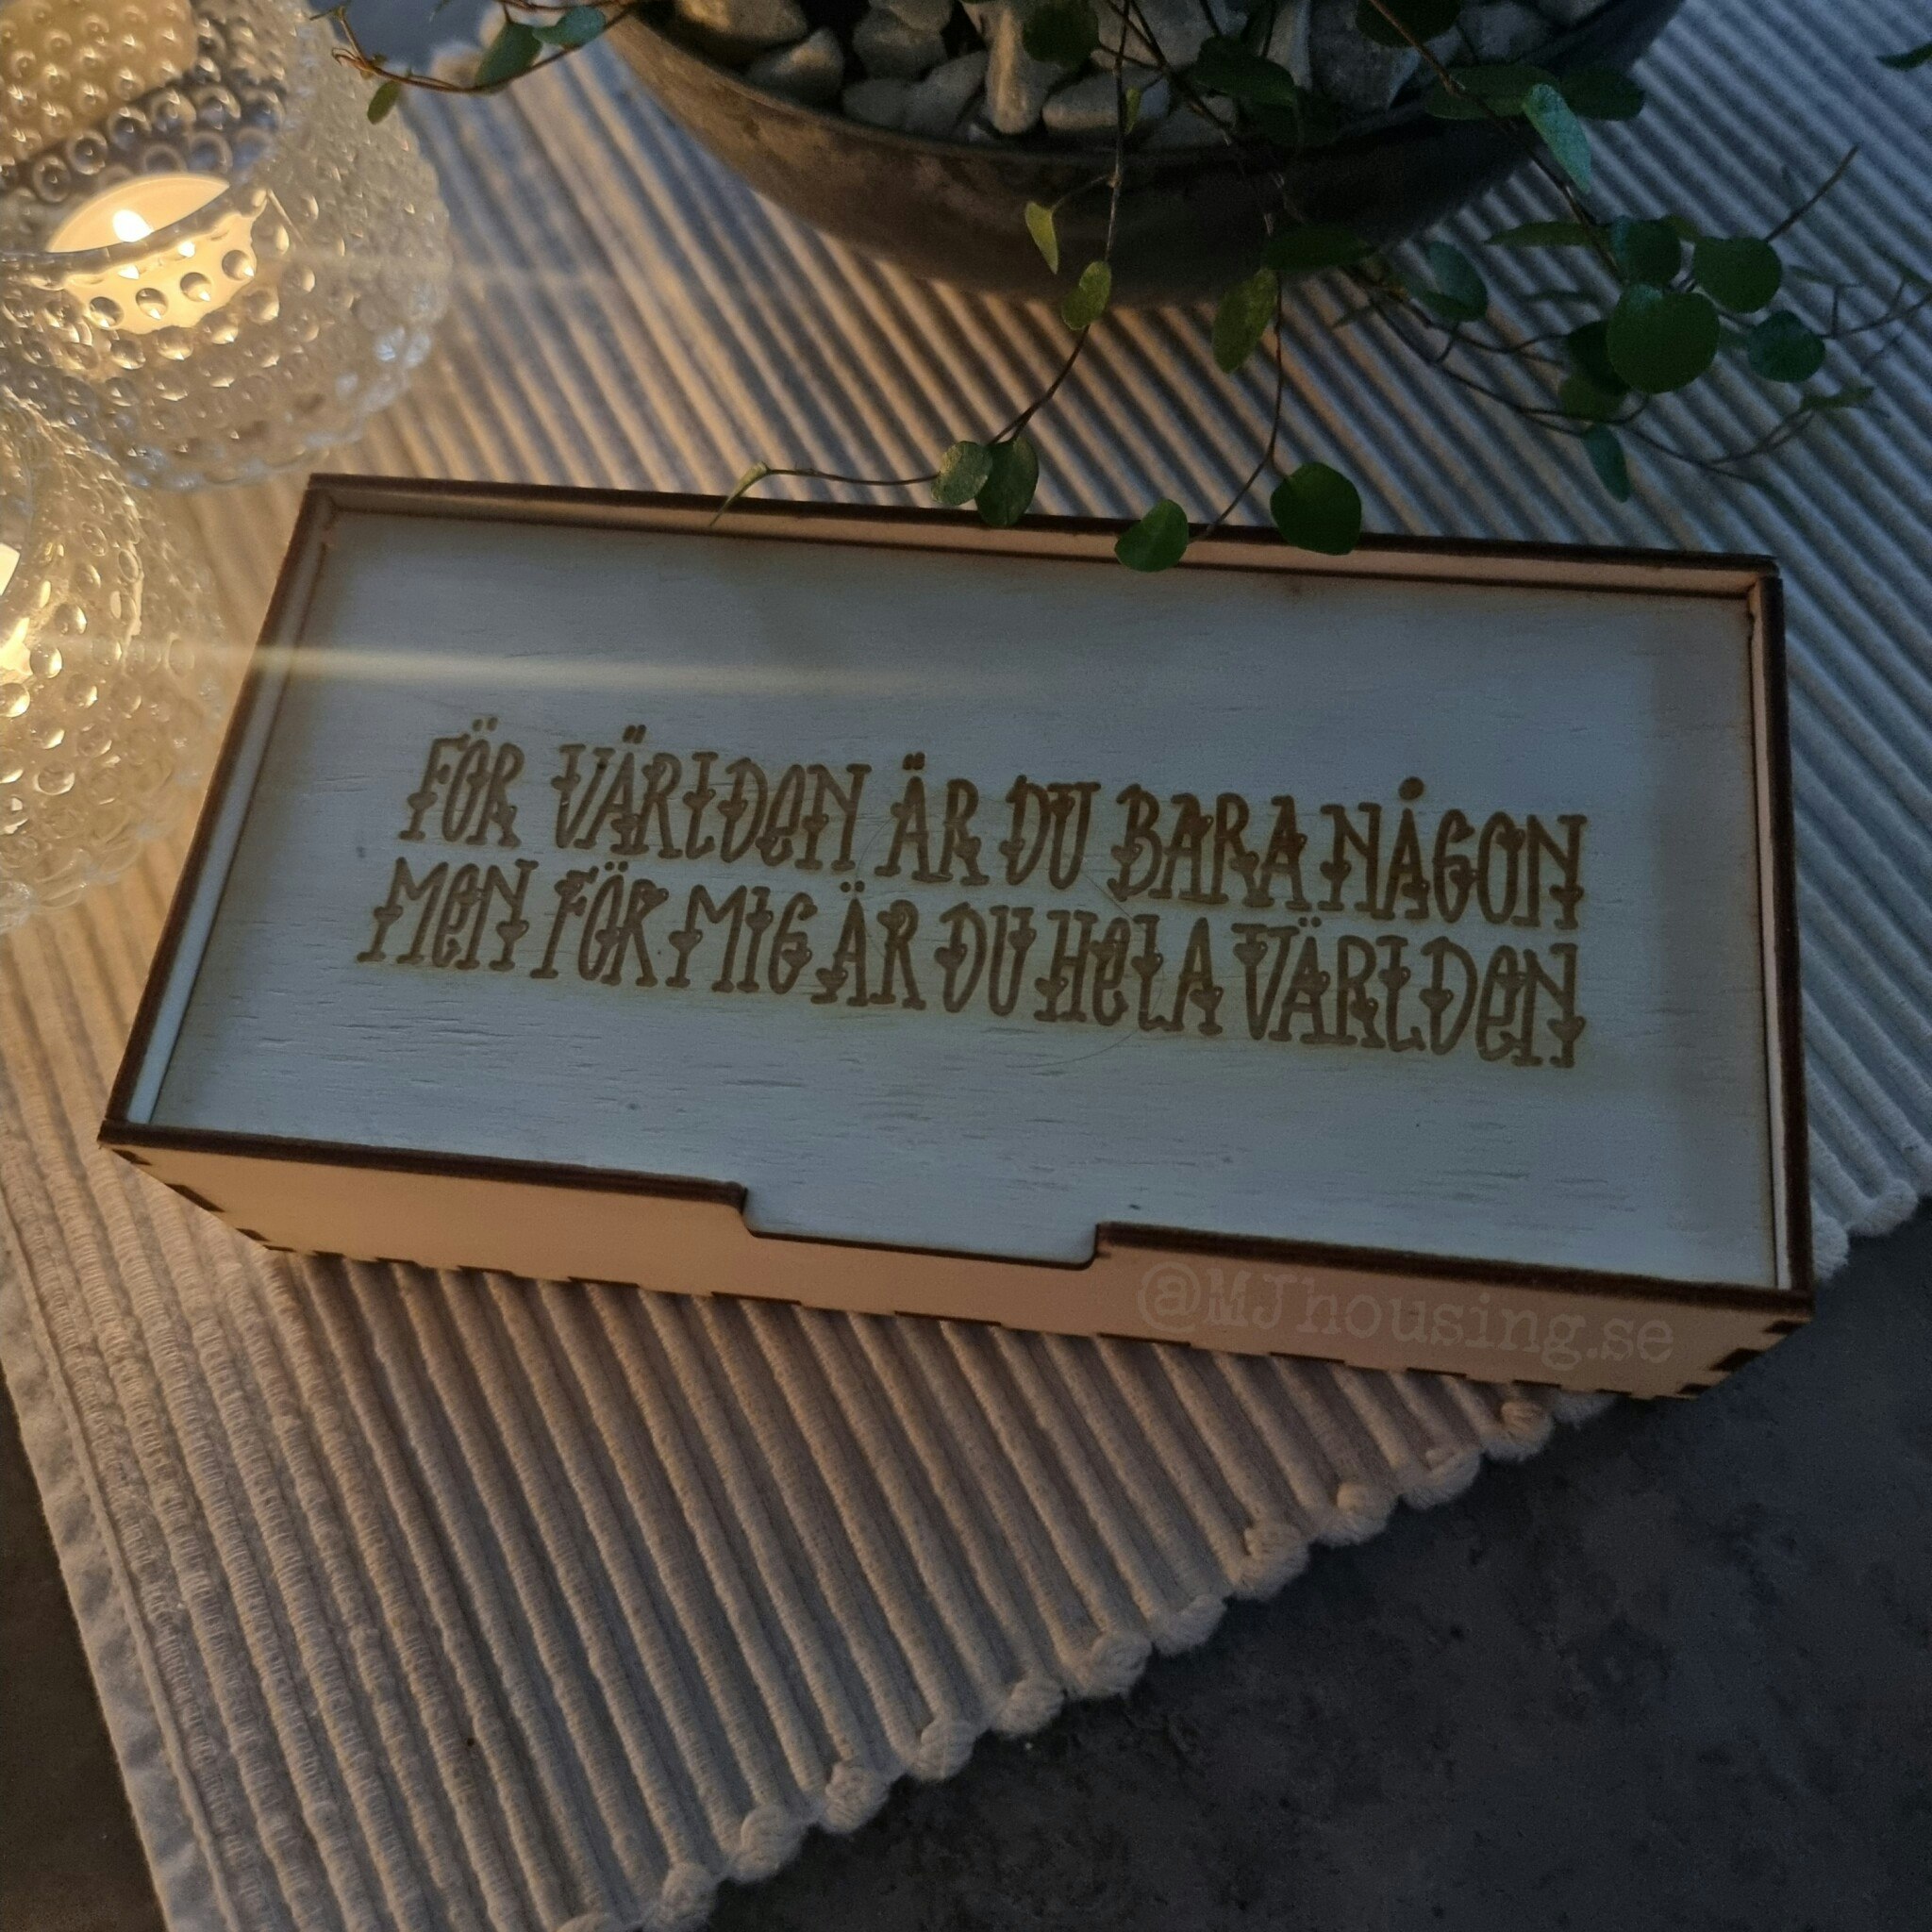 FÖR VÄRLDEN ÄR DU BARA NÅGON
MEN FÖR MIG ÄR DU HELA VÄRLDEN
@MJhousing.se